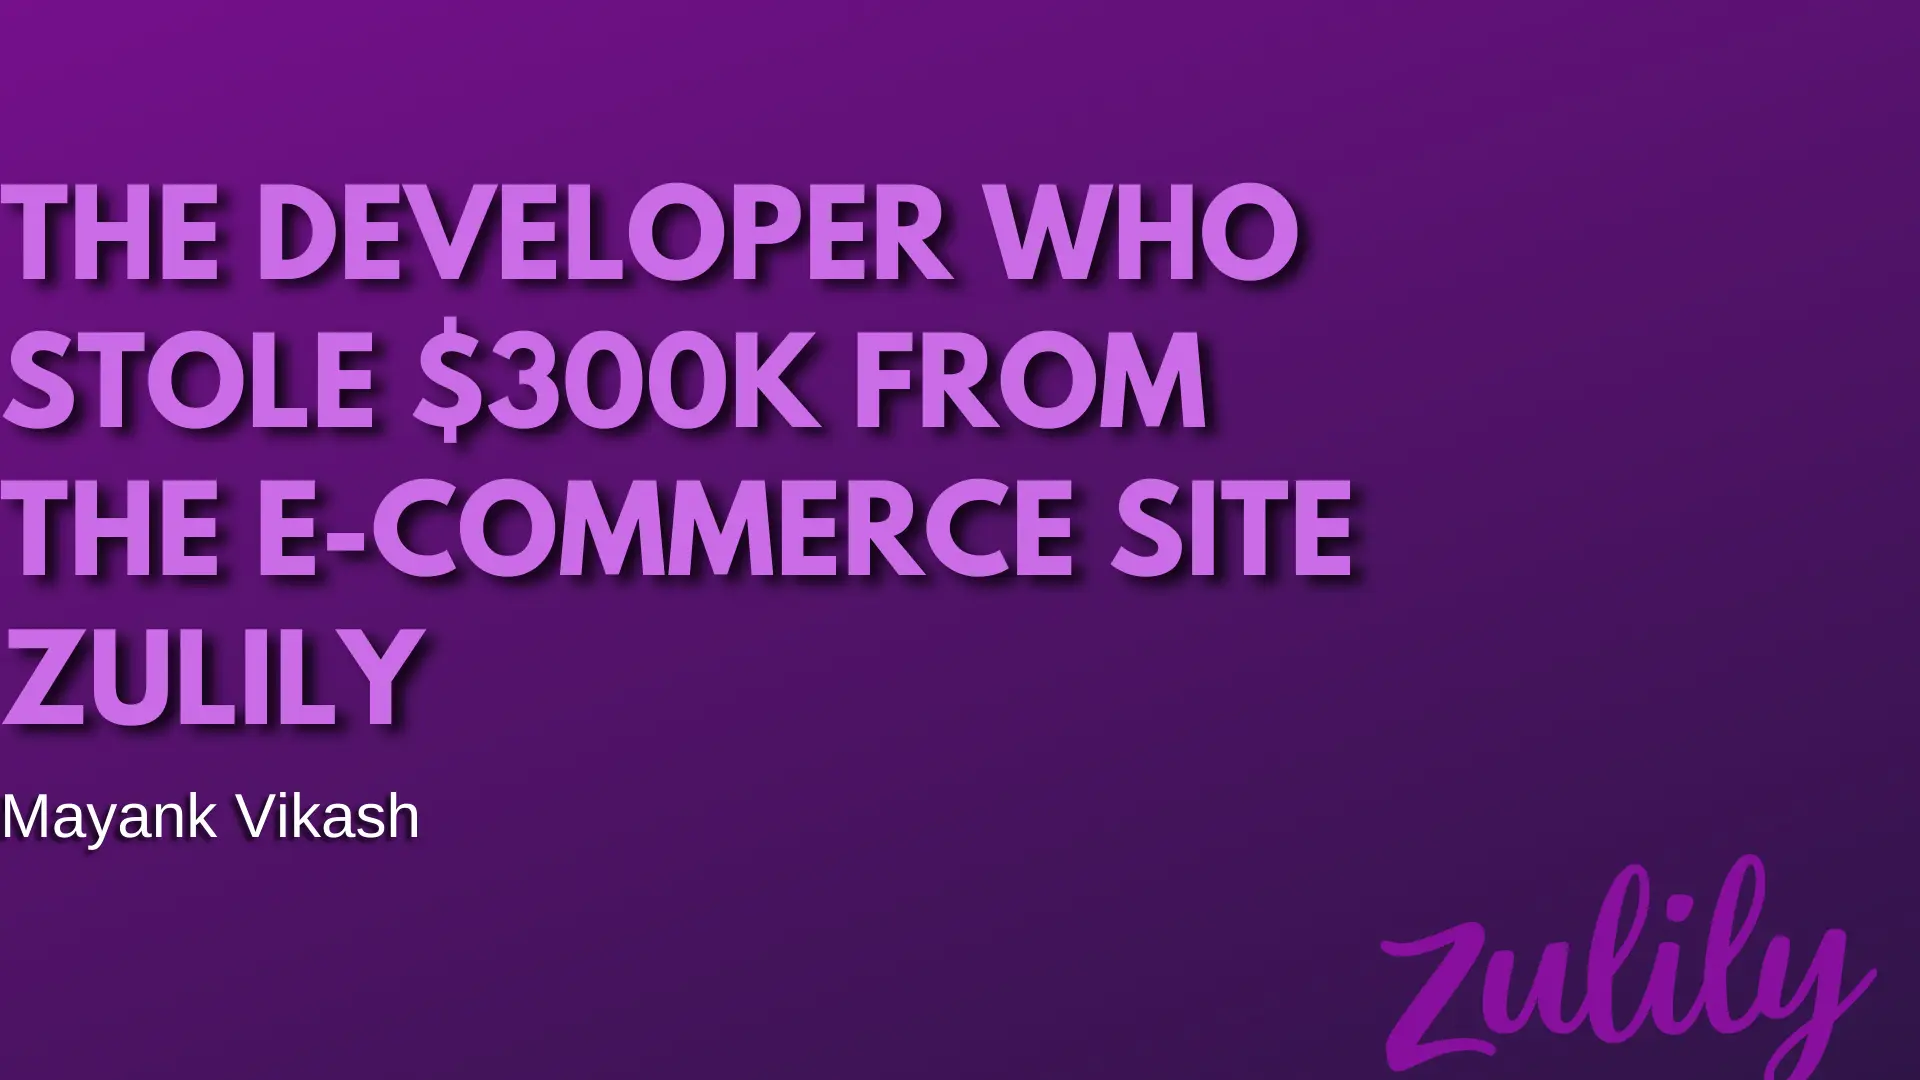 THE DEVELOPER WHO
STOLE $300K FROM
THE E-COMMERCE SITE
ZULILY
Mayank Vikash
zulily